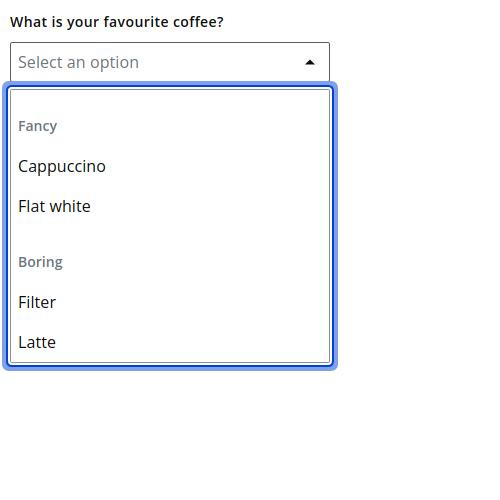 What is your favourite coffee?
Select an option
Fancy
Cappuccino
Flat white
Boring
Filter
Latte